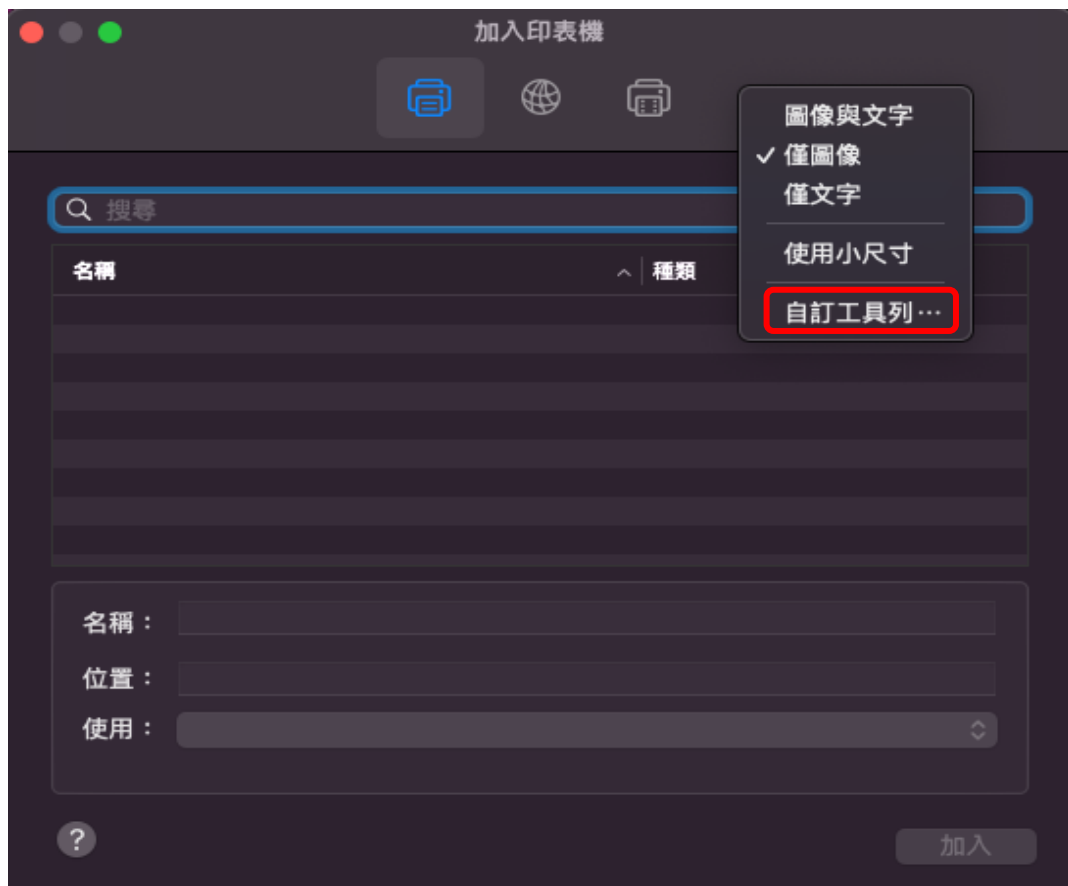 加入印表機
圖像與文字
✓ 僅圖像
僅文字
使用小尺寸
自訂工具列⋯
搜尋
名稱 種類
名稱：
位置：
使用：
?
加入